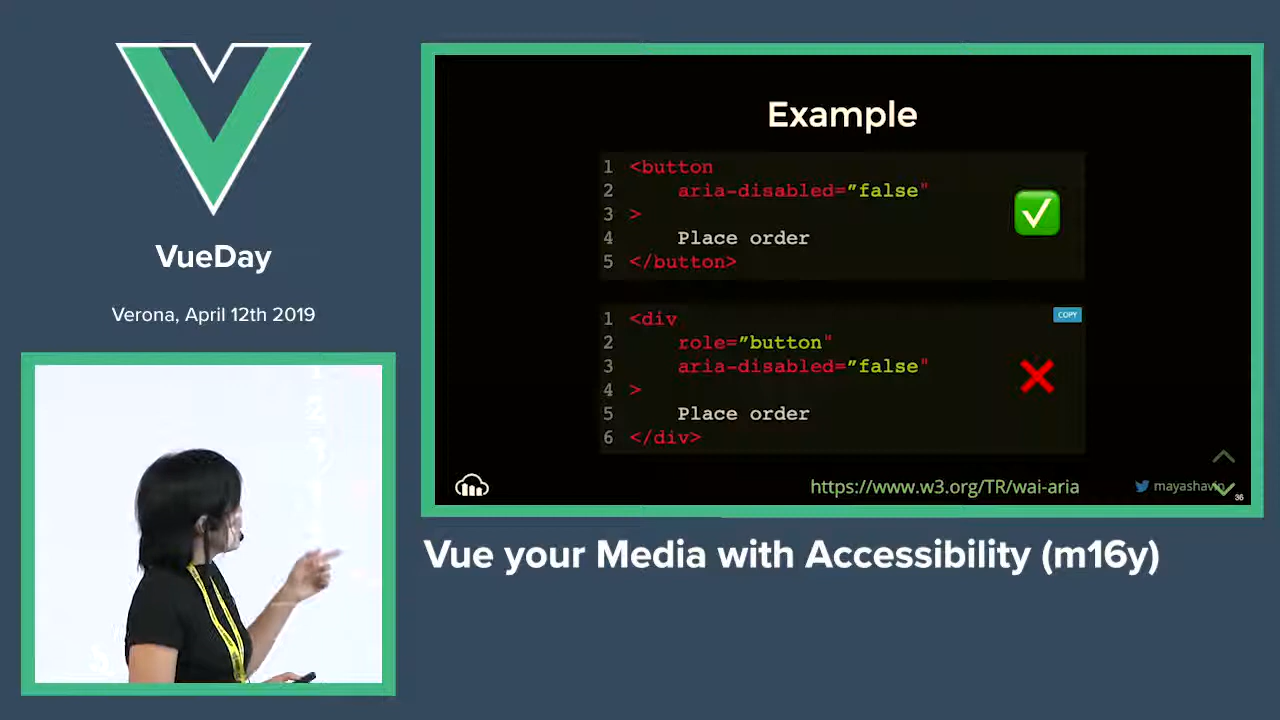 VueDay
Verona, April 12th 2019
Example
1 <button
2 aria-disabled=”false"
3 >
4 Place order
5 </button>
COPY
1 <div
2 role=”button"
3 aria-disabled=”false"
4 >
5 Place order
6 </div>
https://www.w3.org/TR/wai-aria
mayashavin
36
Vue your Media with Accessibility (m16y)